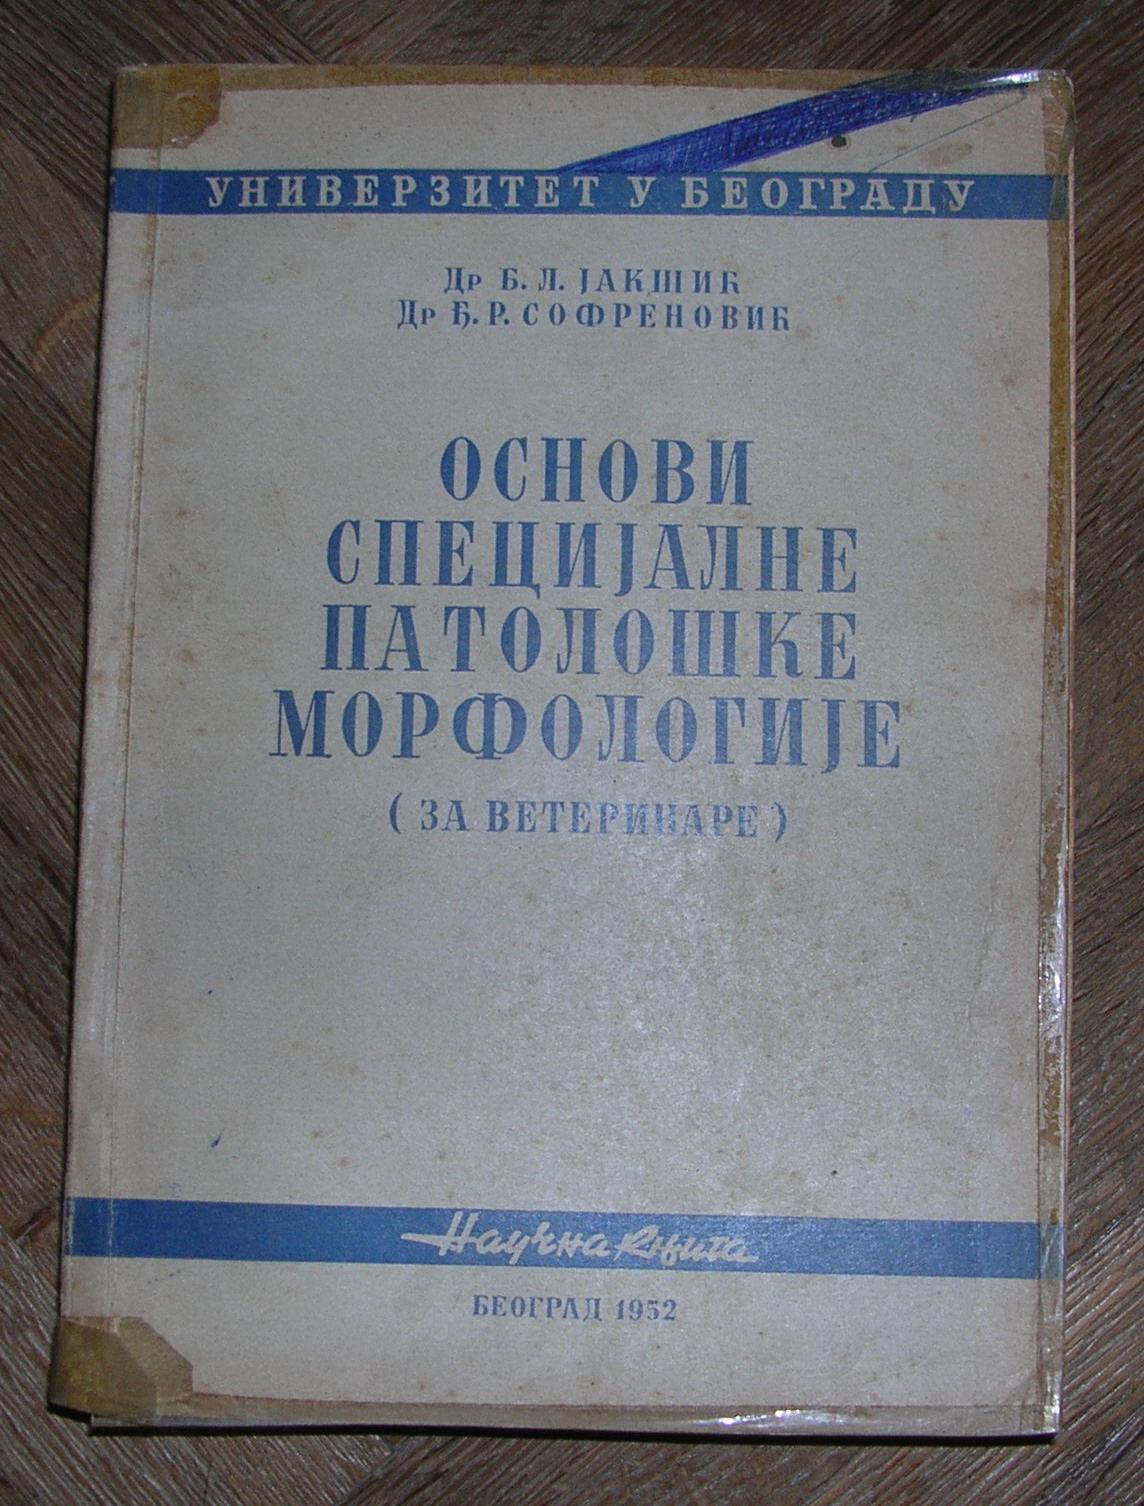 УНИВЕРЗИТЕТ У БЕОГРАДУ
Др Б. Л. ЈАКШИЋ
Др Ђ. Р. СОФРЕНОВИЋ
ОСНОВИ
СПЕЦИЈАЛНЕ
ПАТОЛОШКЕ
МОРФОЛОГИЈЕ
( ЗА ВЕТЕРИНАРЕ )
Научна књига
БЕОГРАД 1952